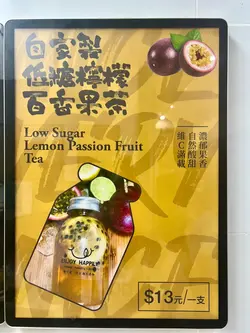 自家製
低糖檸檬
百香果茶
Low Sugar
Lemon Passion Fruit
Tea
濃郁果香
自然酸甜
維C滿載
ENJOY HAPPILY
$13元/一支